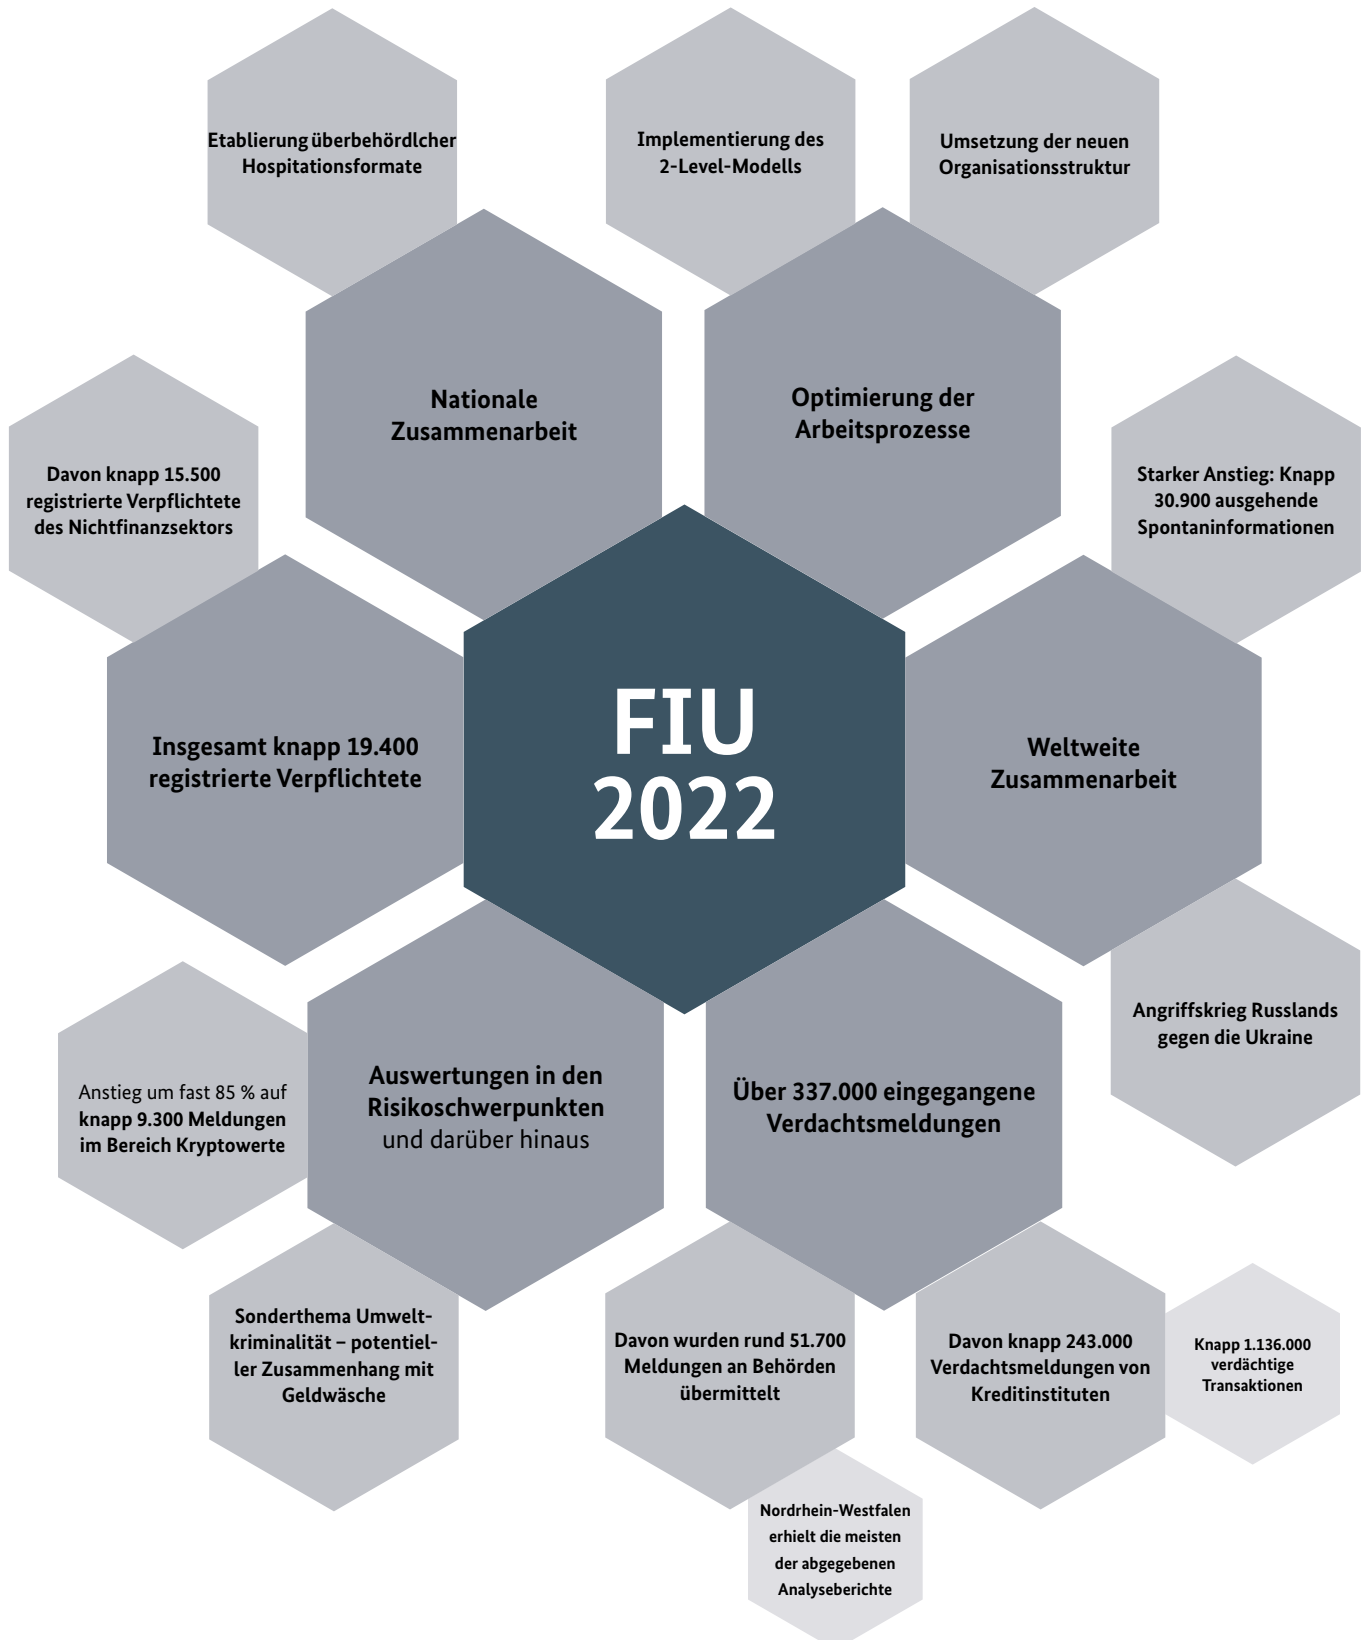 Etablierung überbehördlcher
Hospitationsformate
Implementierung des
2-Level-Modells
Umsetzung der neuen
Organisationsstruktur
Nationale
Zusammenarbeit
Optimierung der
Arbeitsprozesse
Davon knapp 15.500
registrierte Verpflichtete
des Nichtfinanzsektors
Starker Anstieg: Knapp
30.900 ausgehende
Spontaninformationen
Insgesamt knapp 19.400
registrierte Verpflichtete
FIU
2022
Weltweite
Zusammenarbeit
Angriffskrieg Russlands
gegen die Ukraine
Anstieg um fast 85 % auf
knapp 9.300 Meldungen
im Bereich Kryptowerte
Auswertungen in den
Risikoschwerpunkten
und darüber hinaus
Über 337.000 eingegangene
Verdachtsmeldungen
Sonderthema Umwelt-
kriminalität – potentiel-
ler Zusammenhang mit
Geldwäsche
Davon wurden rund 51.700
Meldungen an Behörden
übermittelt
Davon knapp 243.000
Verdachtsmeldungen von
Kreditinstituten
Knapp 1.136.000
verdächtige
Transaktionen
Nordrhein-Westfalen
erhielt die meisten
der abgegebenen
Analyseberichte